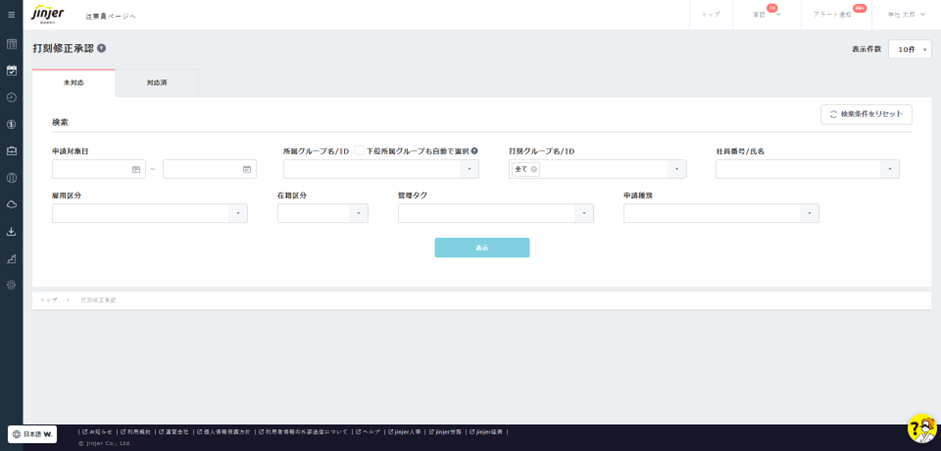 jinjer
従業員ページへ
トップ
承認
74
アラート通知
99+
神社 太郎
打刻修正承認 ?
表示件数 10件
未対応 対応済
検索条件をリセット
検索
申請対象日 所属グループ名/ID 下位所属グループも自動で選択 ? 打刻グループ名/ID 社員番号/氏名
~ 全て
雇用区分 在籍区分 管理タグ 申請種別
表示
トップ > 打刻修正承認
| お知らせ | 利用規約 | 運営会社 | 個人情報保護方針 | 利用者情報の外部送信について | ヘルプ | jinjer人事 | jinjer労務 | jinjer経費 |
日本語 W.
© jinjer Co., Ltd.
?